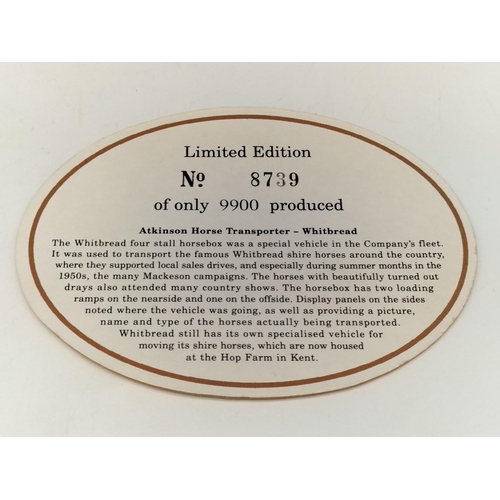 Limited Edition
Nº 8739
of only 9900 produced
Atkinson Horse Transporter – Whitbread
The Whitbread four stall horsebox was a special vehicle in the Company's fleet.
It was used to transport the famous Whitbread shire horses around the country,
where they supported local sales drives, and especially during summer months in the
1950s, the many Mackeson campaigns. The horses with beautifully turned out
drays also attended many country shows. The horsebox has two loading
ramps on the nearside and one on the offside. Display panels on the sides
noted where the vehicle was going, as well as providing a picture,
name and type of the horses actually being transported.
Whitbread still has its own specialised vehicle for
moving its shire horses, which are now housed
at the Hop Farm in Kent.